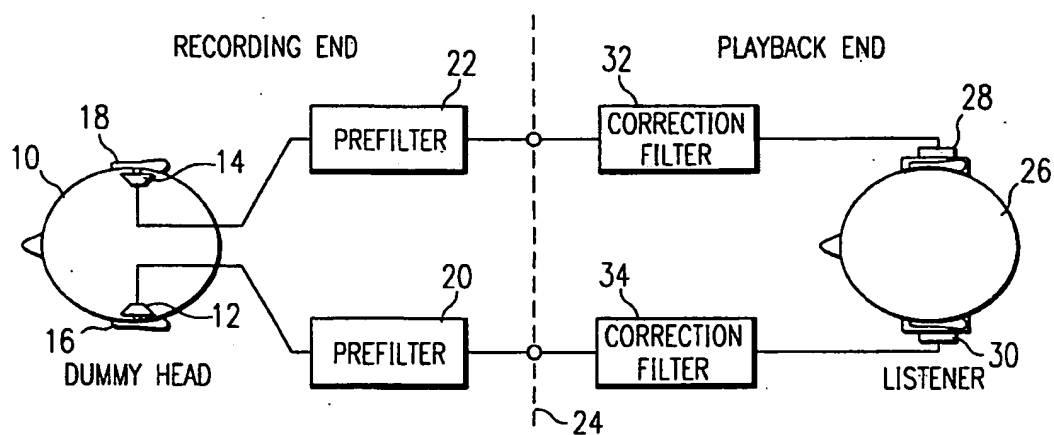 RECORDING END
PLAYBACK END
22
32
18
10
14
PREFILTER
CORRECTION
FILTER
28
26
20
34
16
12
PREFILTER
CORRECTION
FILTER
30
DUMMY HEAD
LISTENER
24